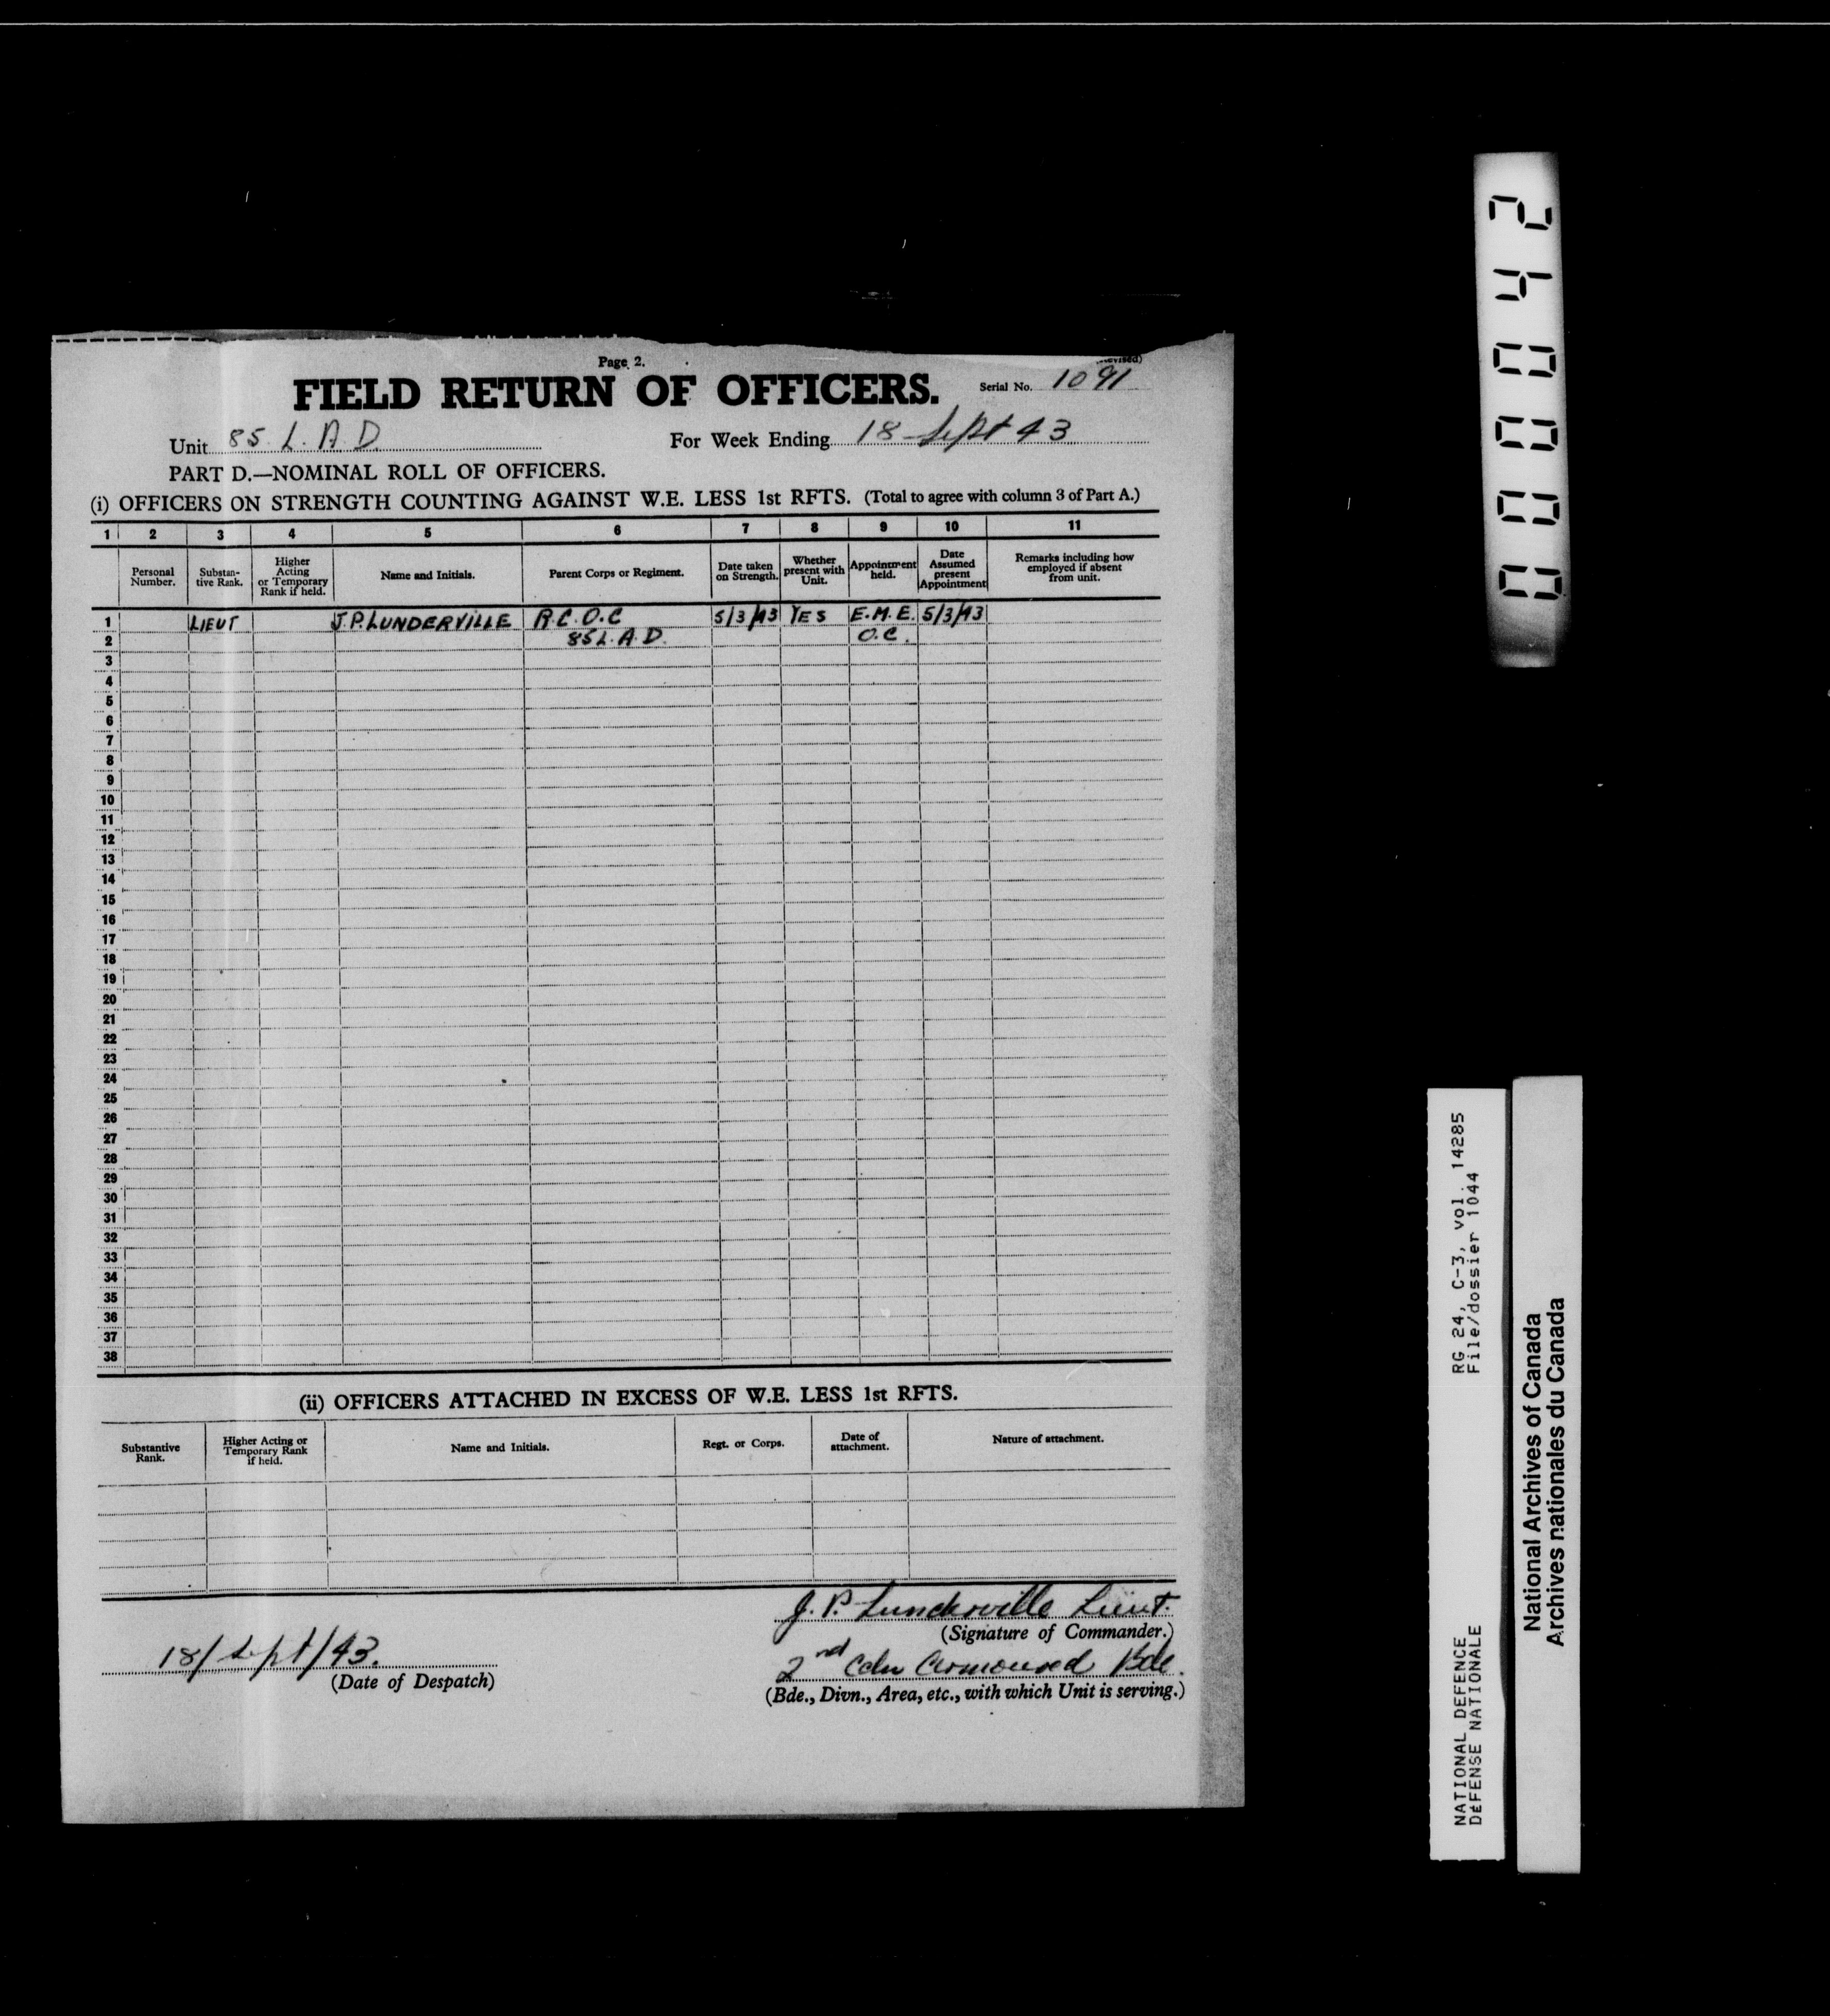 Page 2.
FIELD RETURN OF OFFICERS.
Serial No. 1091
Unit 85 L.A.D. For Week Ending 18 Sept 43
PART D.—NOMINAL ROLL OF OFFICERS.
(i) OFFICERS ON STRENGTH COUNTING AGAINST W.E. LESS 1st RFTS. (Total to agree with column 3 of Part A.)
1 2 3 4 5 6 7 8 9 10 11
Personal Number. Substan-tive Rank. Higher Acting or Temporary Rank if held. Name and Initials. Parent Corps or Regiment. Date taken on Strength. Whether present with Unit. Appointment held. Date Assumed present Appointment Remarks including how employed if absent from unit.
1 LIEUT J.P. LUNDERVILLE R.C.O.C 5/3/43 YES E.M.E. 5/3/43
2 85 L.A.D. O.C.
3
4
5
6
7
8
9
10
11
12
13
14
15
16
17
18
19
20
21
22
23
24
25
26
27
28
29
30
31
32
33
34
35
36
37
38
(ii) OFFICERS ATTACHED IN EXCESS OF W.E. LESS 1st RFTS.
Substantive Rank. Higher Acting or Temporary Rank if held. Name and Initials. Regt. or Corps. Date of attachment. Nature of attachment.
J. P. Lunderville Lieut.
(Signature of Commander.)
18/Sept/43.
(Date of Despatch)
2nd Cdn Armoured Bde.
(Bde., Divn., Area, etc., with which Unit is serving.)
000042
RG 24, C-3, vol. 14285
File/dossier 1044
NATIONAL DEFENCE
DÉFENSE NATIONALE
National Archives of Canada
Archives nationales du Canada